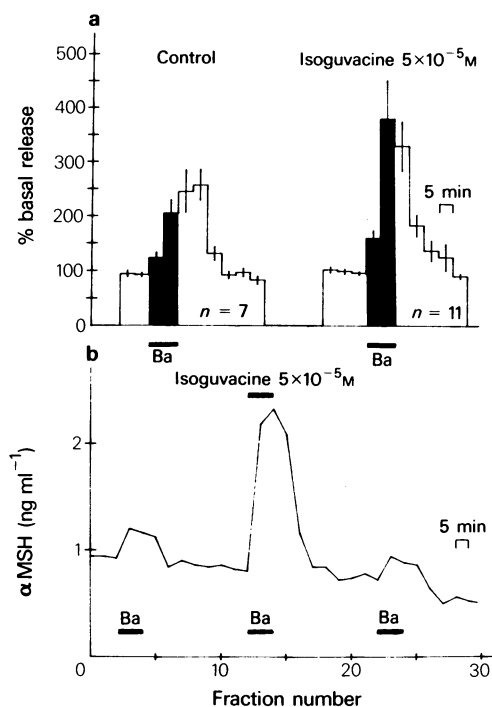 a
500
400
300
200
100
0
% basal release
Control
Isoguvacine 5×10⁻⁵M
5 min
n = 7
n = 11
Ba
Ba
b
Isoguvacine 5×10⁻⁵M
2
1
0
α MSH (ng ml⁻¹)
5 min
Ba
Ba
Ba
0
10
20
30
Fraction number